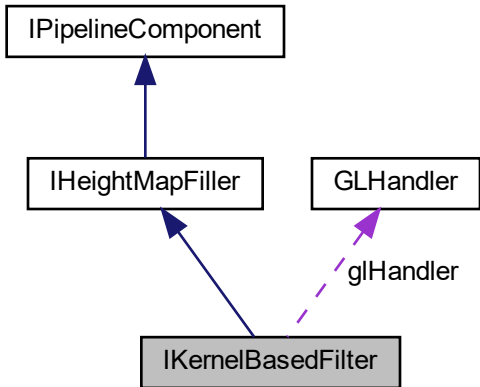 IPipelineComponent
IHeightMapFiller
GLHandler
glHandler
IKernelBasedFilter